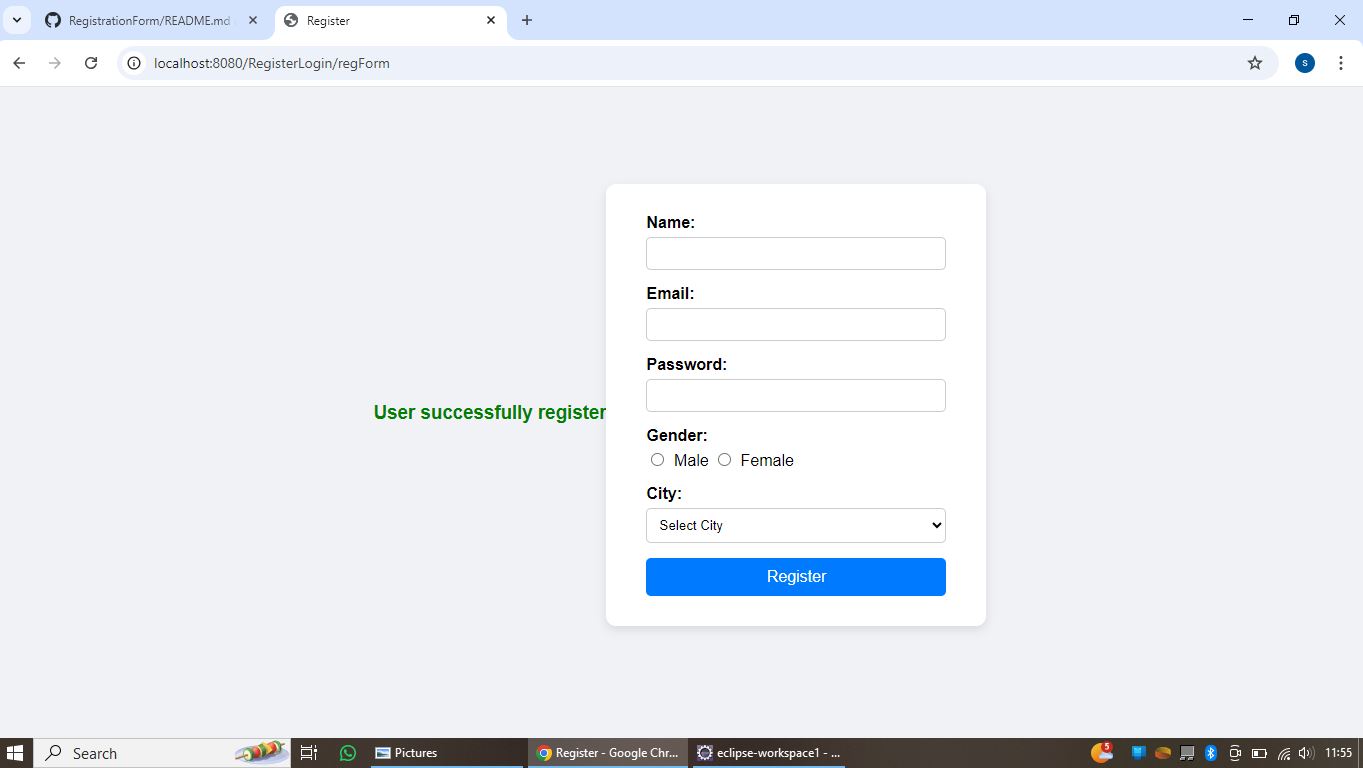 RegistrationForm/README.md
Register
localhost:8080/RegisterLogin/regForm
s
Name:
Email:
Password:
User successfully register
Gender:
Male Female
City:
Select City
Register
Search
Pictures
Register - Google Chr...
eclipse-workspace1 - ...
5
11:55